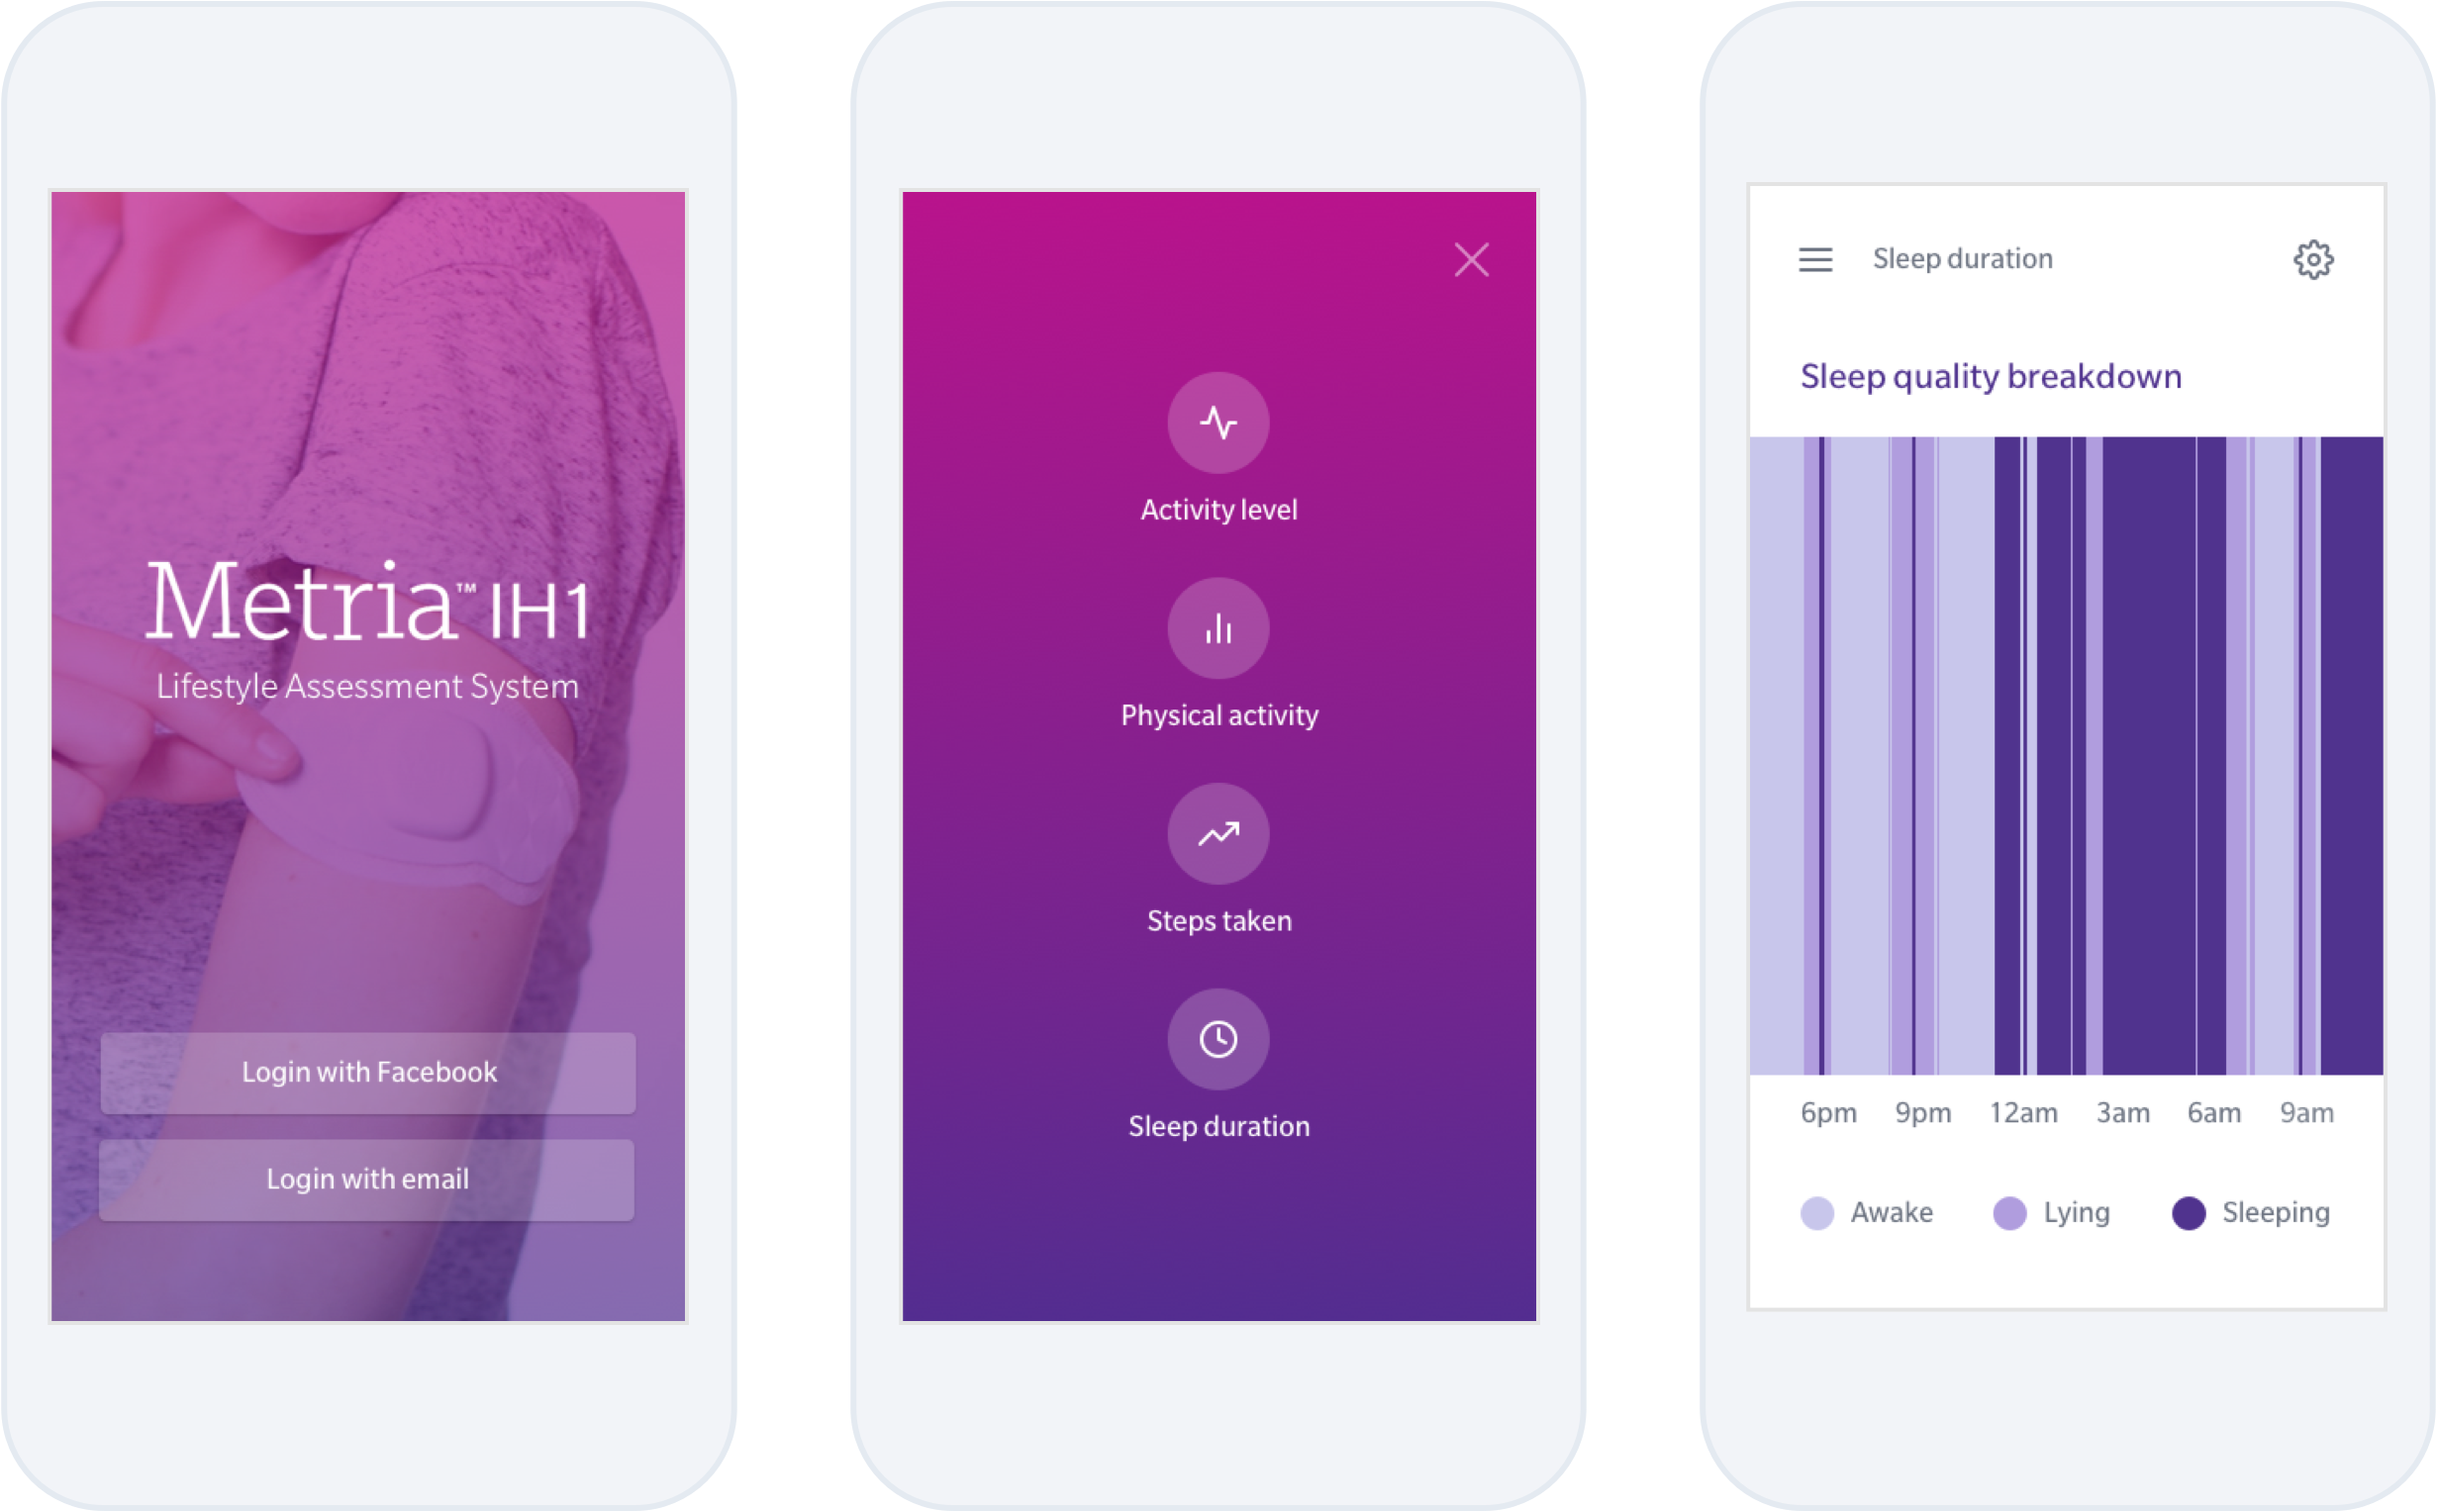 Metria™ IH1
Lifestyle Assessment System
Login with Facebook
Login with email
Activity level
Physical activity
Steps taken
Sleep duration
Sleep duration
Sleep quality breakdown
6pm 9pm 12am 3am 6am 9am
Awake Lying Sleeping